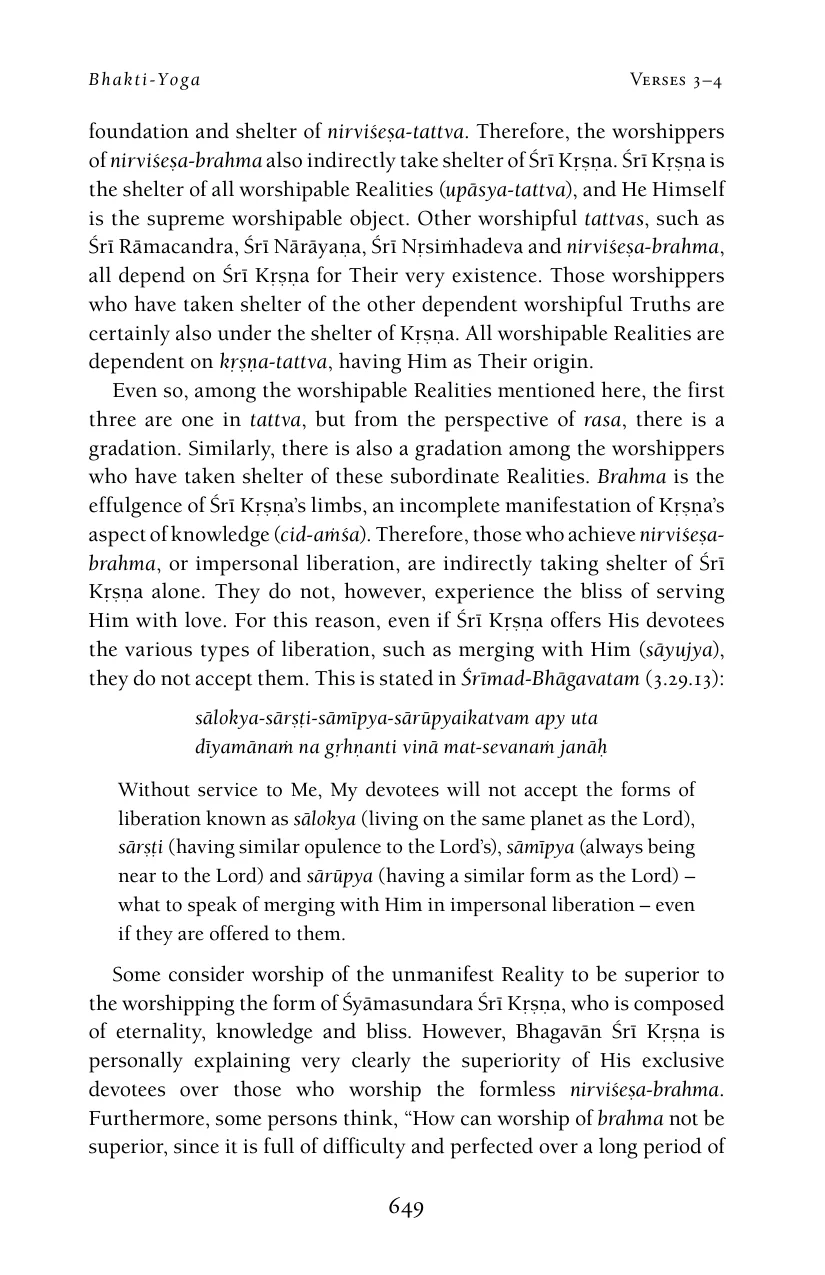 Bhakti-Yoga Verses 3–4
foundation and shelter of nirviśeṣa-tattva. Therefore, the worshippers
of nirviśeṣa-brahma also indirectly take shelter of Śrī Kṛṣṇa. Śrī Kṛṣṇa is
the shelter of all worshipable Realities (upāsya-tattva), and He Himself
is the supreme worshipable object. Other worshipful tattvas, such as
Śrī Rāmacandra, Śrī Nārāyaṇa, Śrī Nṛsiṁhadeva and nirviśeṣa-brahma,
all depend on Śrī Kṛṣṇa for Their very existence. Those worshippers
who have taken shelter of the other dependent worshipful Truths are
certainly also under the shelter of Kṛṣṇa. All worshipable Realities are
dependent on kṛṣṇa-tattva, having Him as Their origin.
Even so, among the worshipable Realities mentioned here, the first
three are one in tattva, but from the perspective of rasa, there is a
gradation. Similarly, there is also a gradation among the worshippers
who have taken shelter of these subordinate Realities. Brahma is the
effulgence of Śrī Kṛṣṇa’s limbs, an incomplete manifestation of Kṛṣṇa’s
aspect of knowledge (cid-aṁśa). Therefore, those who achieve nirviśeṣa-
brahma, or impersonal liberation, are indirectly taking shelter of Śrī
Kṛṣṇa alone. They do not, however, experience the bliss of serving
Him with love. For this reason, even if Śrī Kṛṣṇa offers His devotees
the various types of liberation, such as merging with Him (sāyujya),
they do not accept them. This is stated in Śrīmad-Bhāgavatam (3.29.13):
sālokya-sārṣṭi-sāmīpya-sārūpyaikatvam apy uta
dīyamānaṁ na gṛhṇanti vinā mat-sevanaṁ janāḥ
Without service to Me, My devotees will not accept the forms of
liberation known as sālokya (living on the same planet as the Lord),
sārṣṭi (having similar opulence to the Lord’s), sāmīpya (always being
near to the Lord) and sārūpya (having a similar form as the Lord) –
what to speak of merging with Him in impersonal liberation – even
if they are offered to them.
Some consider worship of the unmanifest Reality to be superior to
the worshipping the form of Śyāmasundara Śrī Kṛṣṇa, who is composed
of eternality, knowledge and bliss. However, Bhagavān Śrī Kṛṣṇa is
personally explaining very clearly the superiority of His exclusive
devotees over those who worship the formless nirviśeṣa-brahma.
Furthermore, some persons think, “How can worship of brahma not be
superior, since it is full of difficulty and perfected over a long period of
649